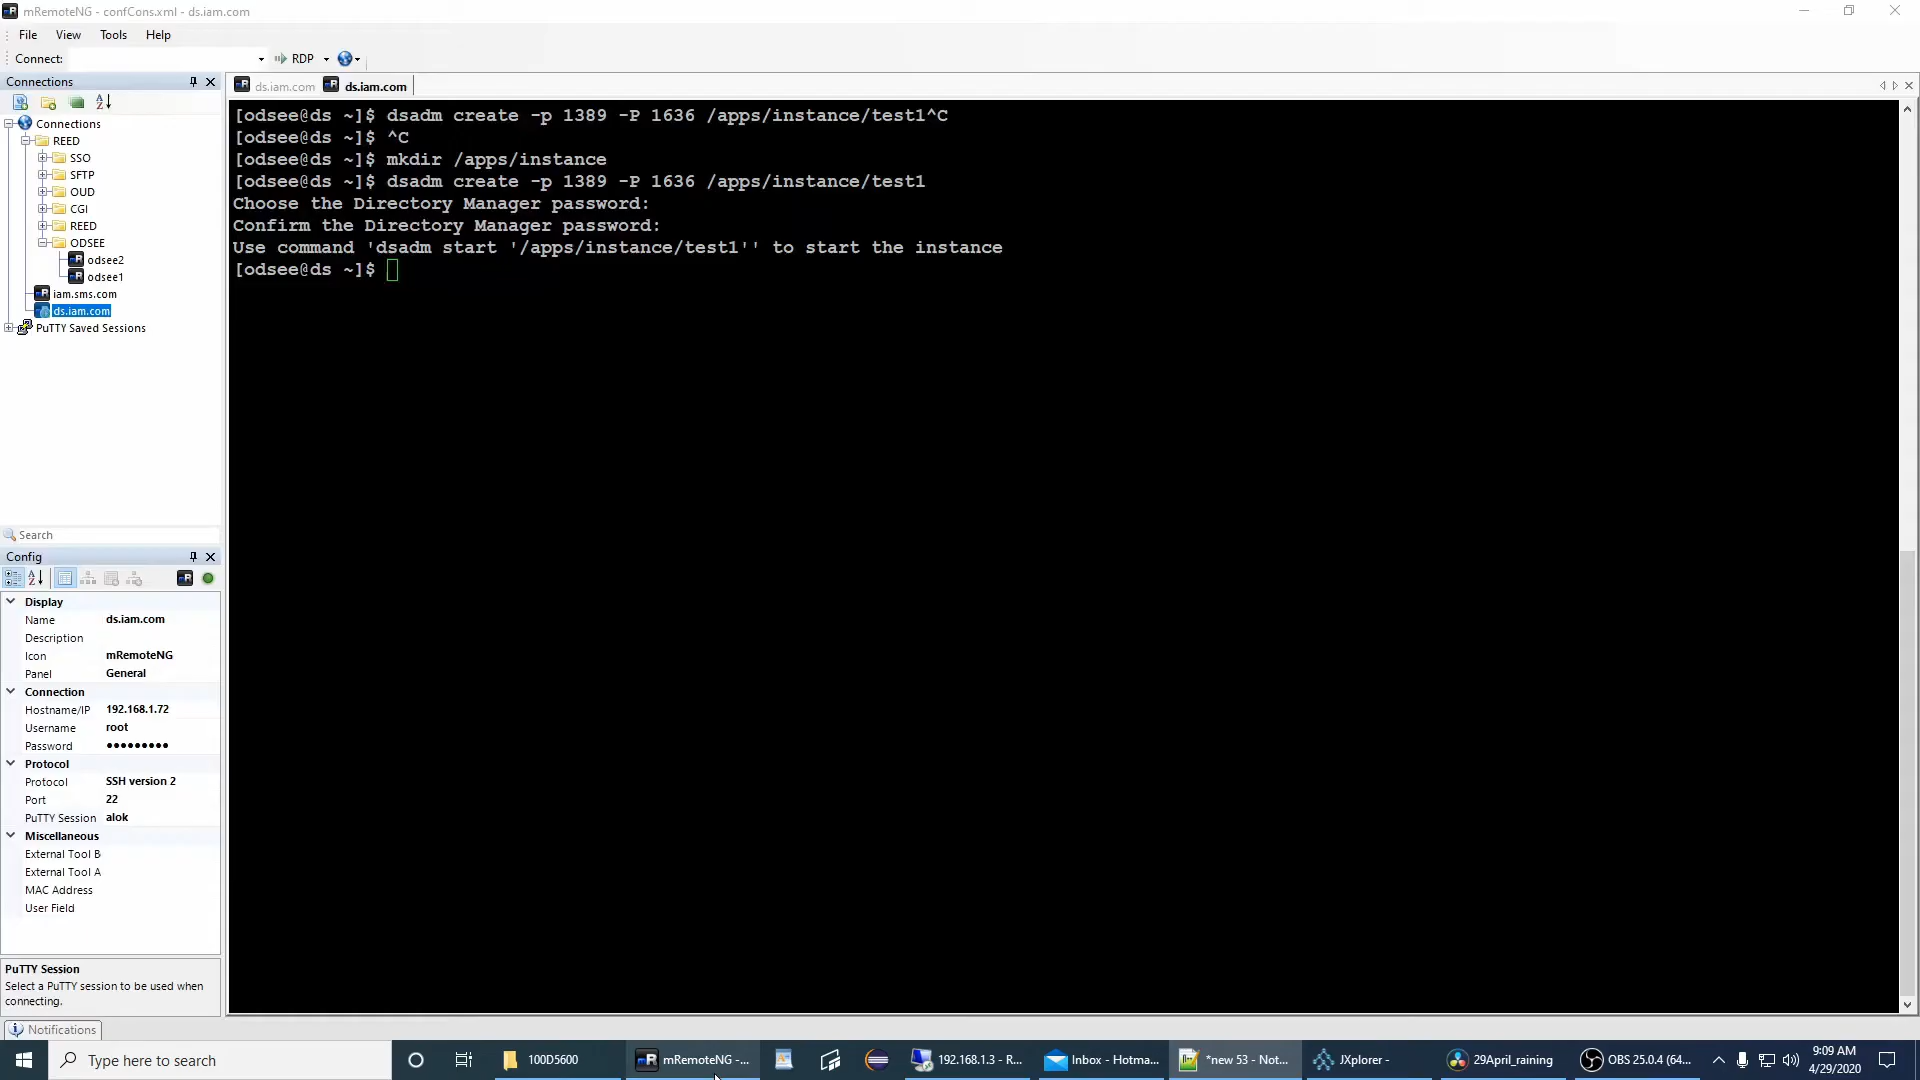 mRemoteNG - confCons.xml - ds.iam.com
File View Tools Help
Connect: RDP
Connections
ds.iam.com ds.iam.com
Connections
REED
SSO
SFTP
OUD
CGI
REED
ODSEE
odsee2
odsee1
iam.sms.com
ds.iam.com
PuTTY Saved Sessions
[odsee@ds ~]$ dsadm create -p 1389 -P 1636 /apps/instance/test1^C
[odsee@ds ~]$ ^C
[odsee@ds ~]$ mkdir /apps/instance
[odsee@ds ~]$ dsadm create -p 1389 -P 1636 /apps/instance/test1
Choose the Directory Manager password:
Confirm the Directory Manager password:
Use command 'dsadm start '/apps/instance/test1'' to start the instance
[odsee@ds ~]$
Search
Config
Display
Name ds.iam.com
Description
Icon mRemoteNG
Panel General
Connection
Hostname/IP 192.168.1.72
Username root
Password ●●●●●●●●●
Protocol
Protocol SSH version 2
Port 22
PuTTY Session alok
Miscellaneous
External Tool B
External Tool A
MAC Address
User Field
PuTTY Session
Select a PuTTY session to be used when
connecting.
Notifications
Type here to search
100D5600
mRemoteNG -...
192.168.1.3 - R...
Inbox - Hotma...
*new 53 - Not...
JXplorer -
29April_raining
OBS 25.0.4 (64...
9:09 AM
4/29/2020